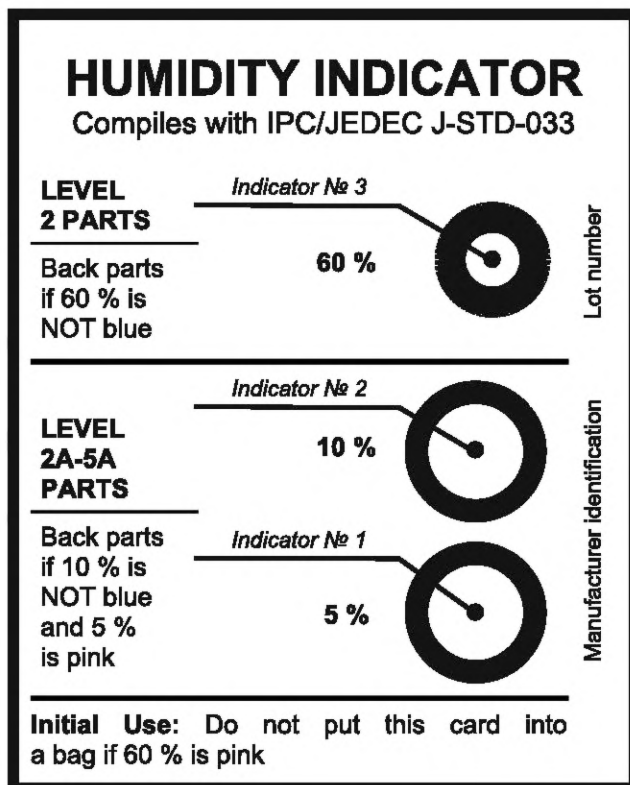 HUMIDITY INDICATOR
Compiles with IPC/JEDEC J-STD-033
LEVEL
2 PARTS
Indicator № 3
60 %
Back parts
if 60 % is
NOT blue
Lot number
LEVEL
2A-5A
PARTS
Indicator № 2
10 %
Back parts
if 10 % is
NOT blue
and 5 %
is pink
Indicator № 1
5 %
Manufacturer identification
Initial Use: Do not put this card into
a bag if 60 % is pink